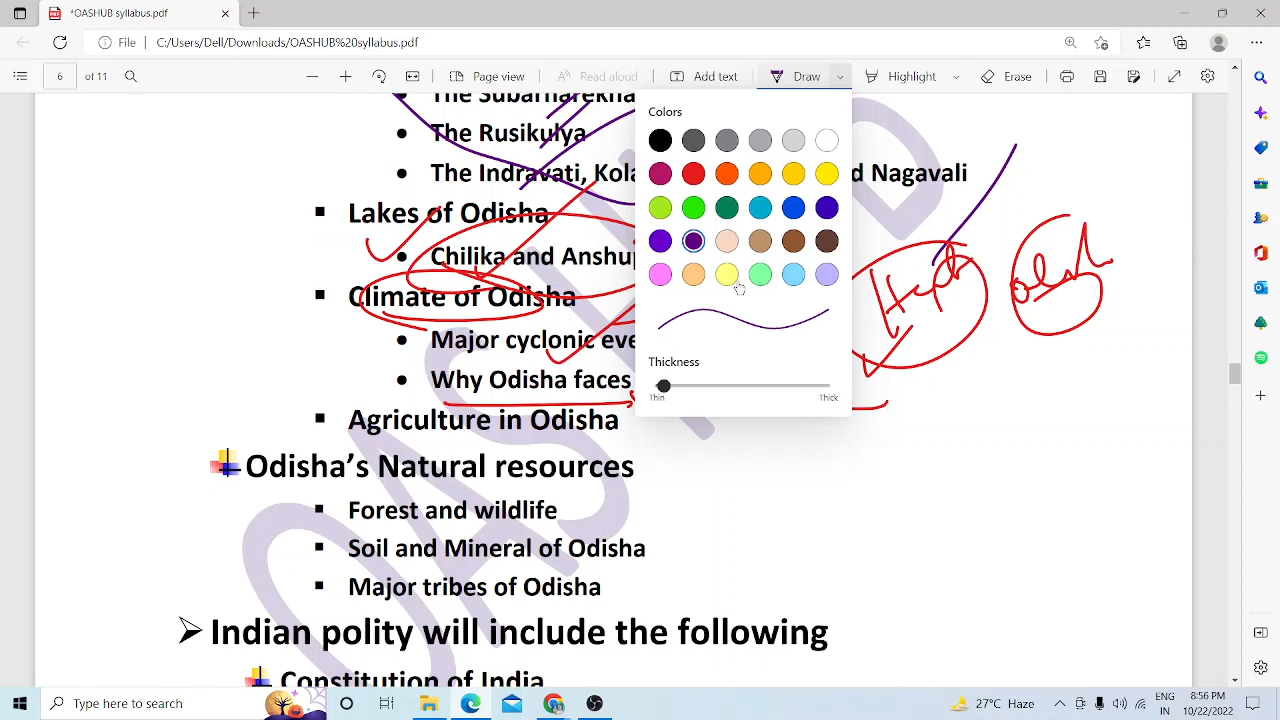 *OASHUB syllabus.pdf
File C:/Users/Dell/Downloads/OASHUB%20syllabus.pdf
6 of 11 Page view Read aloud Add text Draw Highlight Erase
Colors
Thickness
Thin Thick
The Subarnarekha
The Rusikulya
The Indravati, Kola d Nagavali
Lakes of Odisha
Chilika and Anshup
Climate of Odisha
Major cyclonic eve
Why Odisha faces
Agriculture in Odisha
Odisha's Natural resources
Forest and wildlife
Soil and Mineral of Odisha
Major tribes of Odisha
Indian polity will include the following
Constitution of India
Type here to search
27°C Haze
ENG 8:56 PM
IN 10/22/2022